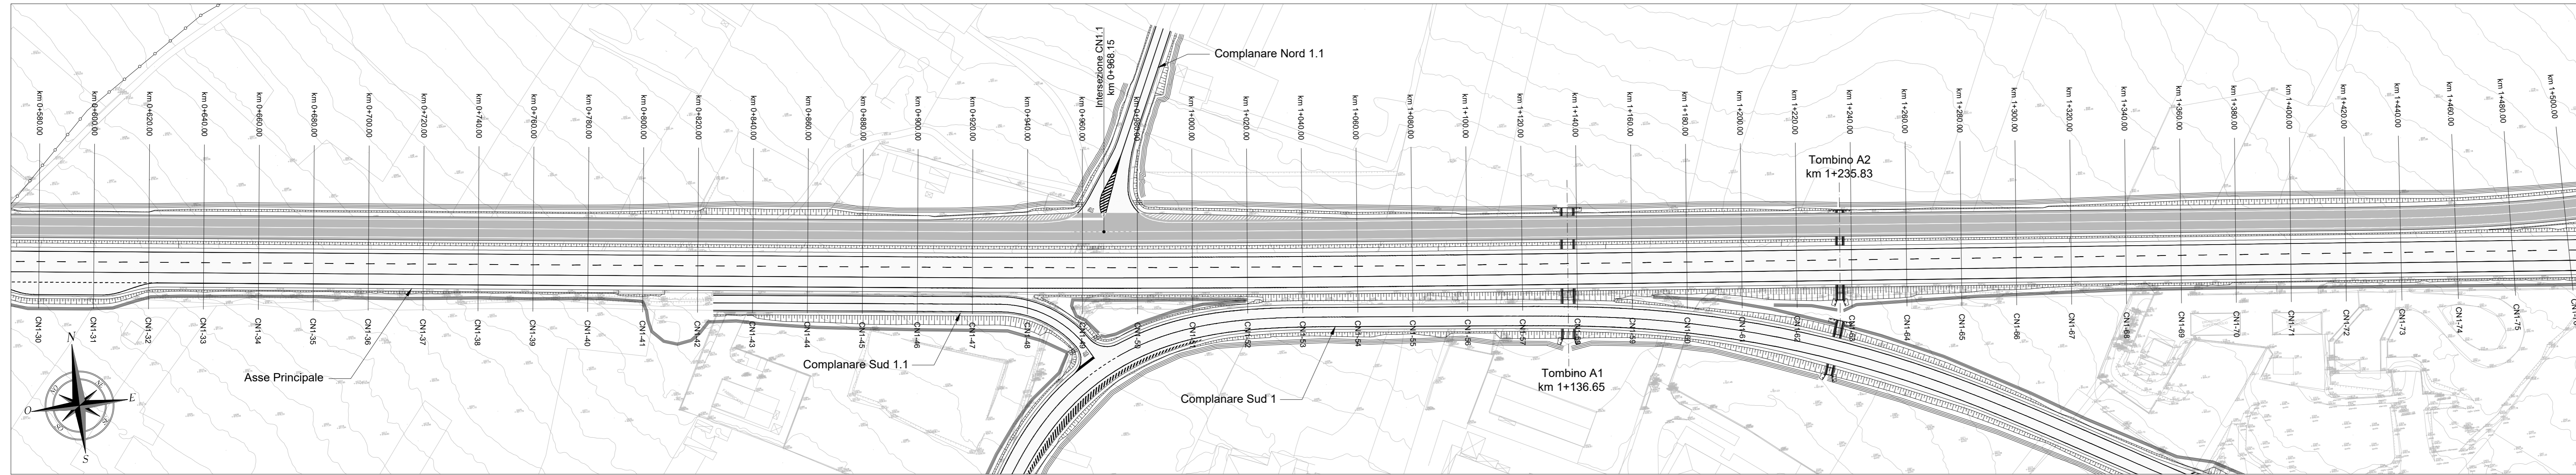 km 0+580.00
km 0+600.00
km 0+620.00
km 0+640.00
km 0+660.00
km 0+680.00
km 0+700.00
km 0+720.00
km 0+740.00
km 0+760.00
km 0+780.00
km 0+800.00
km 0+820.00
km 0+840.00
km 0+860.00
km 0+880.00
km 0+900.00
km 0+920.00
km 0+940.00
km 0+960.00
Intersezione CN1.1
km 0+968.15
km 0+980.00
km 1+000.00
km 1+020.00
km 1+040.00
km 1+060.00
km 1+080.00
km 1+100.00
km 1+120.00
km 1+140.00
km 1+160.00
km 1+180.00
km 1+200.00
km 1+220.00
km 1+240.00
km 1+260.00
km 1+280.00
km 1+300.00
km 1+320.00
km 1+340.00
km 1+360.00
km 1+380.00
km 1+400.00
km 1+420.00
km 1+440.00
km 1+460.00
km 1+480.00
km 1+500.00
Complanare Nord 1.1
Tombino A2
km 1+235.83
CN1-30
CN1-31
CN1-32
CN1-33
CN1-34
CN1-35
CN1-36
CN1-37
CN1-38
CN1-39
CN1-40
CN1-41
CN1-42
CN1-43
CN1-44
CN1-45
CN1-46
CN1-47
CN1-48
CN1-49
CN1-50
CN1-51
CN1-52
CN1-53
CN1-54
CN1-55
CN1-56
CN1-57
CN1-58
CN1-59
CN1-60
CN1-61
CN1-62
CN1-63
CN1-64
CN1-65
CN1-66
CN1-67
CN1-68
CN1-69
CN1-70
CN1-71
CN1-72
CN1-73
CN1-74
CN1-75
Asse Principale
Complanare Sud 1.1
Complanare Sud 1
Tombino A1
km 1+136.65
N
O
E
S